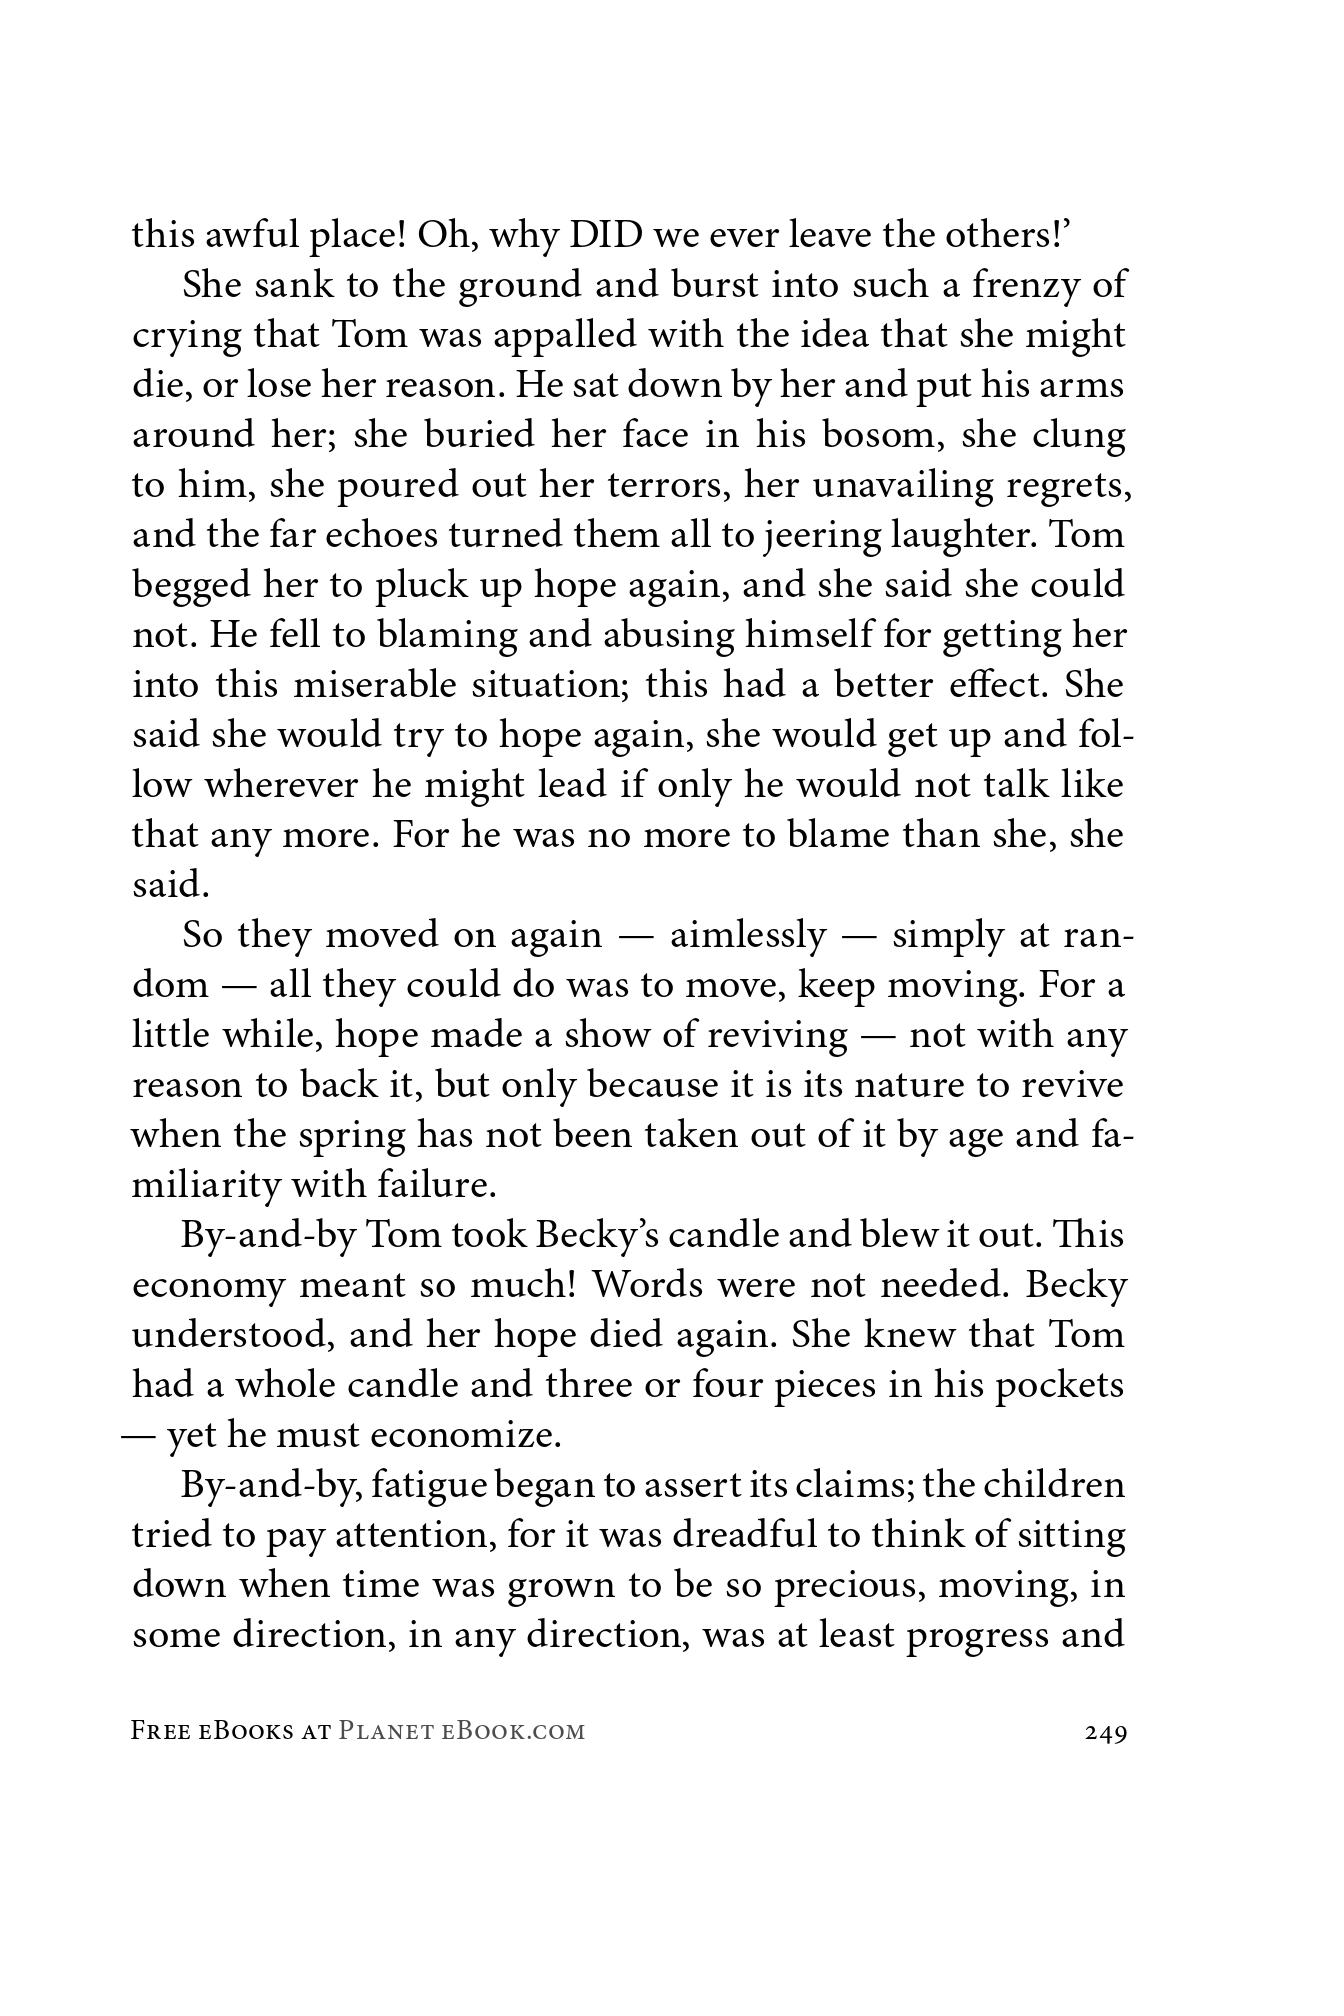 this awful place! Oh, why DID we ever leave the others!’
She sank to the ground and burst into such a frenzy of
crying that Tom was appalled with the idea that she might
die, or lose her reason. He sat down by her and put his arms
around her; she buried her face in his bosom, she clung
to him, she poured out her terrors, her unavailing regrets,
and the far echoes turned them all to jeering laughter. Tom
begged her to pluck up hope again, and she said she could
not. He fell to blaming and abusing himself for getting her
into this miserable situation; this had a better effect. She
said she would try to hope again, she would get up and fol-
low wherever he might lead if only he would not talk like
that any more. For he was no more to blame than she, she
said.
So they moved on again — aimlessly — simply at ran-
dom — all they could do was to move, keep moving. For a
little while, hope made a show of reviving — not with any
reason to back it, but only because it is its nature to revive
when the spring has not been taken out of it by age and fa-
miliarity with failure.
By-and-by Tom took Becky’s candle and blew it out. This
economy meant so much! Words were not needed. Becky
understood, and her hope died again. She knew that Tom
had a whole candle and three or four pieces in his pockets
— yet he must economize.
By-and-by, fatigue began to assert its claims; the children
tried to pay attention, for it was dreadful to think of sitting
down when time was grown to be so precious, moving, in
some direction, in any direction, was at least progress and
Free eBooks at Planet eBook.com 249